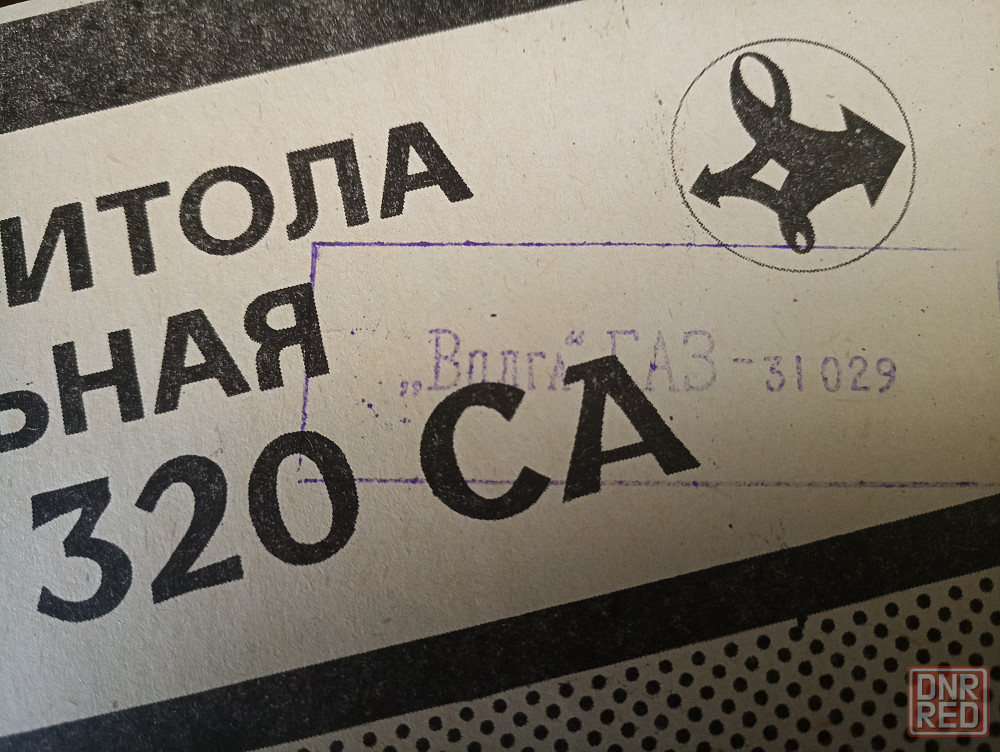 ИТОЛА
ЬНАЯ
320 СА
„Волга“ ГАЗ-31029
DNR
RED